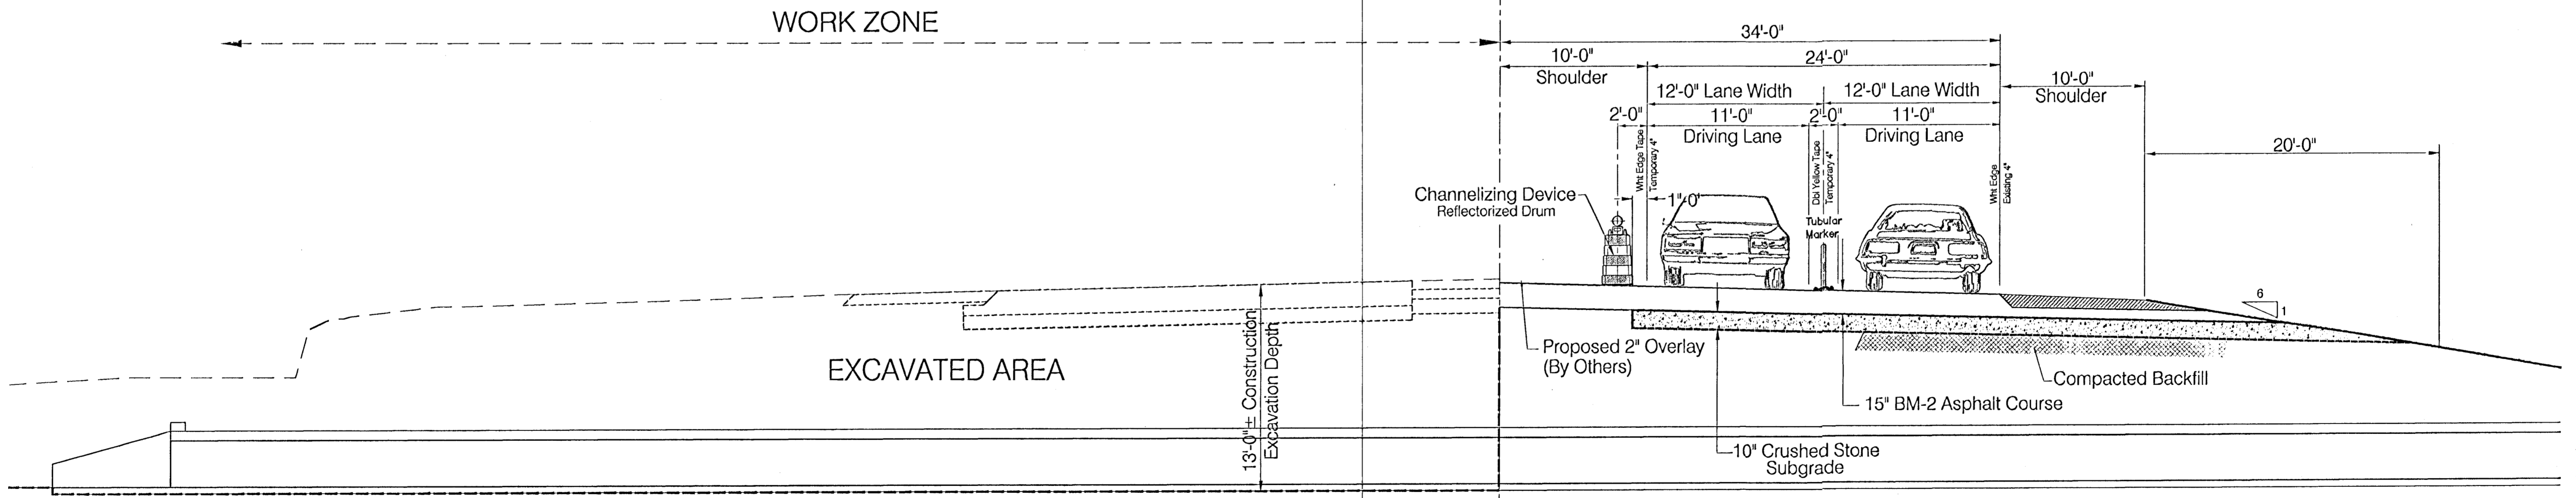 WORK ZONE
34'-0"
10'-0"
Shoulder
24'-0"
12'-0" Lane Width
12'-0" Lane Width
10'-0"
Shoulder
2'-0"
11'-0"
Driving Lane
2'-0"
11'-0"
Driving Lane
20'-0"
Wht Edge Tape
Temporary 4"
Dbl Yellow Tape
Temporary 4"
Wht Edge
Existing 4"
Channelizing Device
Reflectorized Drum
1"-0'
Tubular
Marker
6
1
13'-0"± Construction
Excavation Depth
EXCAVATED AREA
Proposed 2" Overlay
(By Others)
Compacted Backfill
15" BM-2 Asphalt Course
10" Crushed Stone
Subgrade